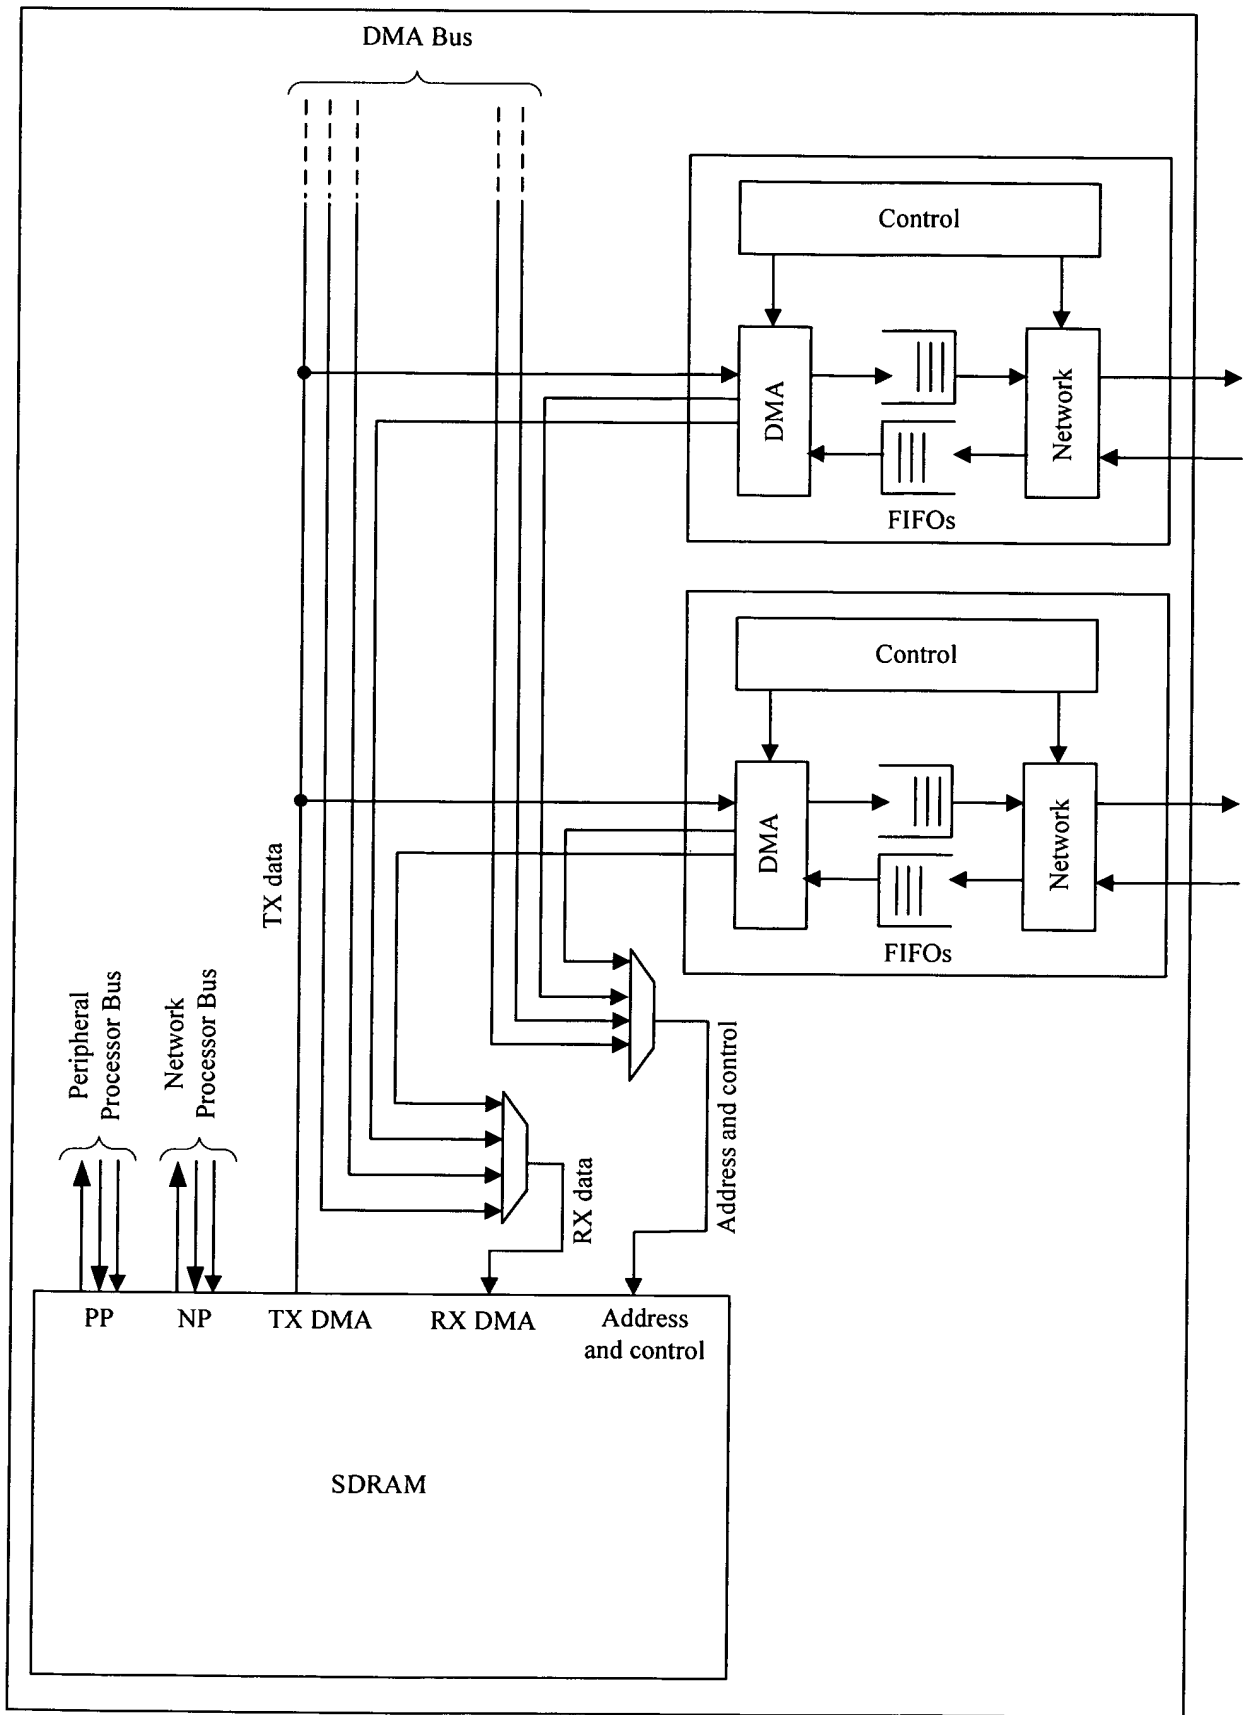 DMA Bus
Control
DMA
Network
FIFOs
Control
DMA
Network
FIFOs
TX data
Peripheral
Processor Bus
Network
Processor Bus
Address and control
RX data
PP
NP
TX DMA
RX DMA
Address
and control
SDRAM